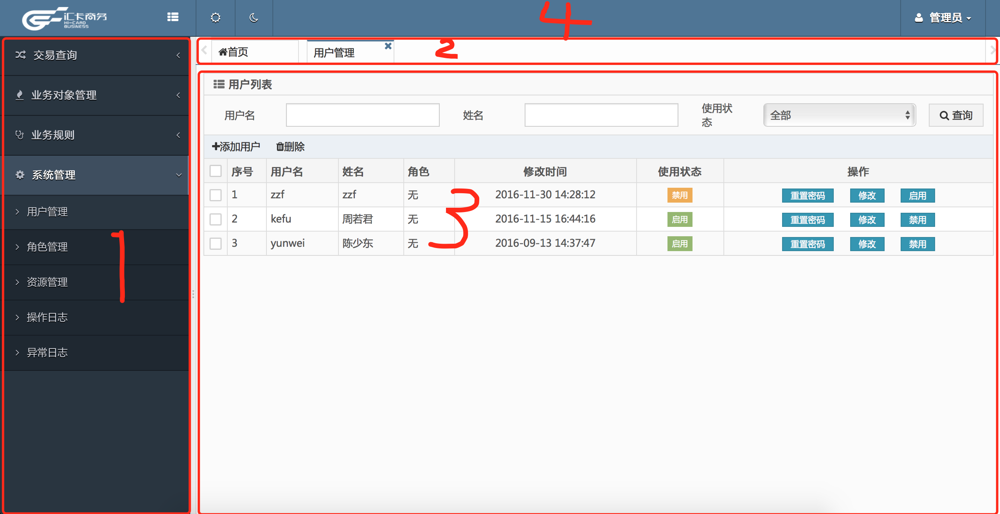 汇卡商务
HI-CARD
BUSINESS
管理员
4
交易查询
业务对象管理
业务规则
系统管理
用户管理
角色管理
资源管理
操作日志
异常日志
1
首页 用户管理
2
用户列表
用户名 姓名 使用状
态 全部 查询
添加用户 删除
序号 用户名 姓名 角色 修改时间 使用状态 操作
1 zzf zzf 无 2016-11-30 14:28:12 禁用 重置密码 修改 启用
2 kefu 周若君 无 2016-11-15 16:44:16 启用 重置密码 修改 禁用
3 yunwei 陈少东 无 2016-09-13 14:37:47 启用 重置密码 修改 禁用
3